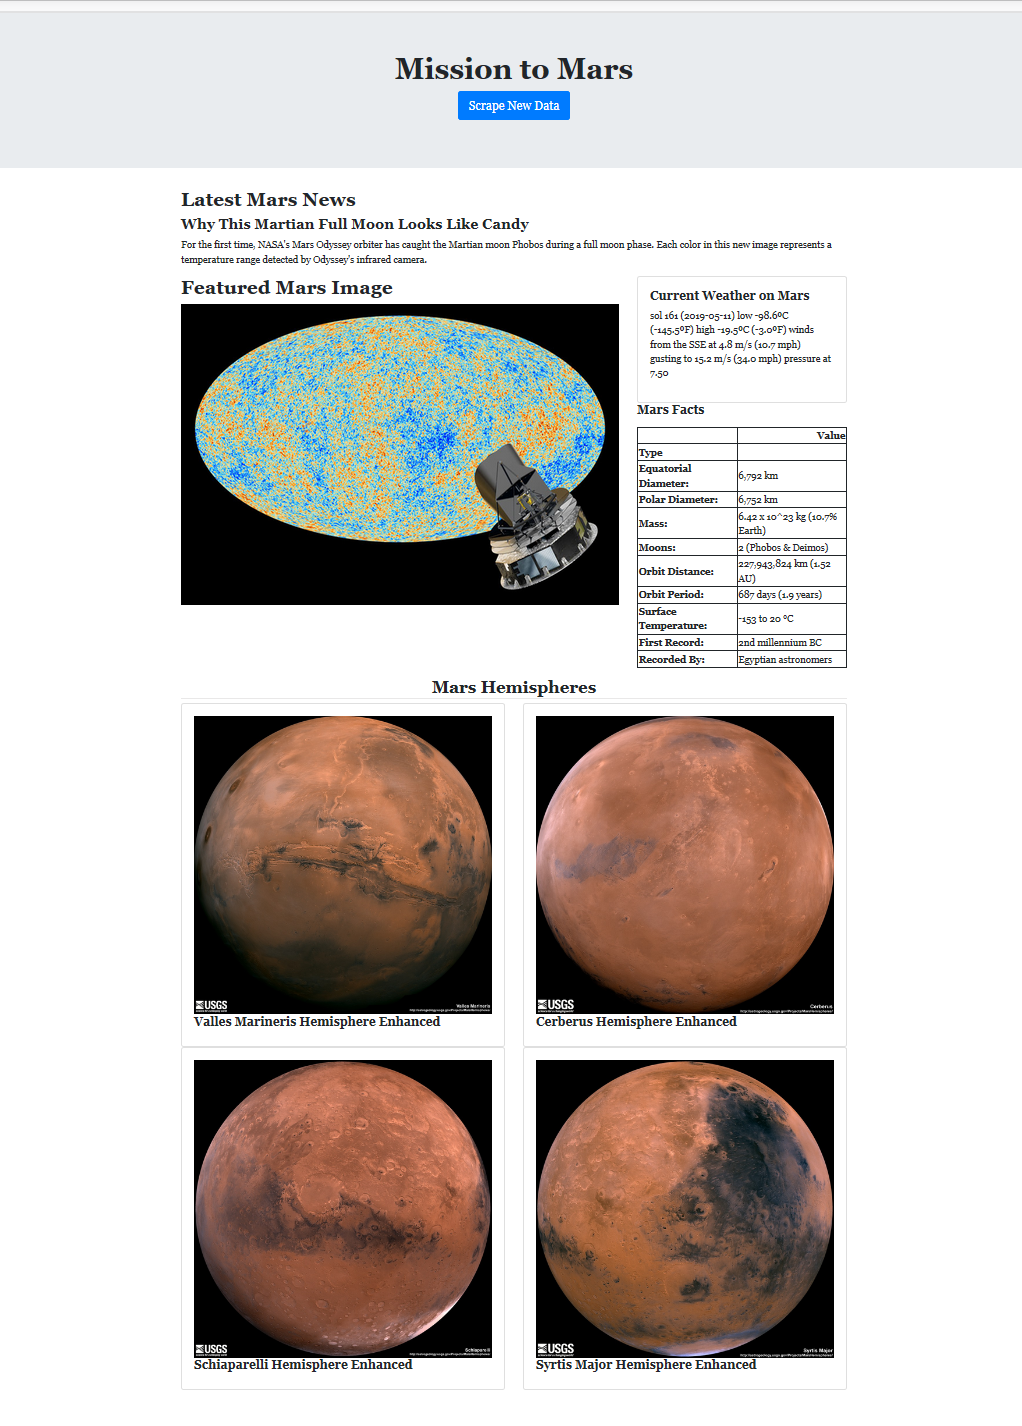 Mission to Mars
Scrape New Data
Latest Mars News
Why This Martian Full Moon Looks Like Candy
For the first time, NASA's Mars Odyssey orbiter has caught the Martian moon Phobos during a full moon phase. Each color in this new image represents a
temperature range detected by Odyssey's infrared camera.
Featured Mars Image
Current Weather on Mars
sol 161 (2019-05-11) low -98.6ºC
(-145.5ºF) high -19.5ºC (-3.0ºF) winds
from the SSE at 4.8 m/s (10.7 mph)
gusting to 15.2 m/s (34.0 mph) pressure at
7.50
Mars Facts
Value
Type
Equatorial
Diameter:
6,792 km
Polar Diameter:
6,752 km
Mass:
6.42 x 10^23 kg (10.7%
Earth)
Moons:
2 (Phobos & Deimos)
Orbit Distance:
227,943,824 km (1.52
AU)
Orbit Period:
687 days (1.9 years)
Surface
Temperature:
-153 to 20 °C
First Record:
2nd millennium BC
Recorded By:
Egyptian astronomers
Mars Hemispheres
USGS
Valles Marineris
Valles Marineris Hemisphere Enhanced
USGS
Cerberus
Cerberus Hemisphere Enhanced
USGS
Schiaparelli
Schiaparelli Hemisphere Enhanced
USGS
Syrtis Major
Syrtis Major Hemisphere Enhanced